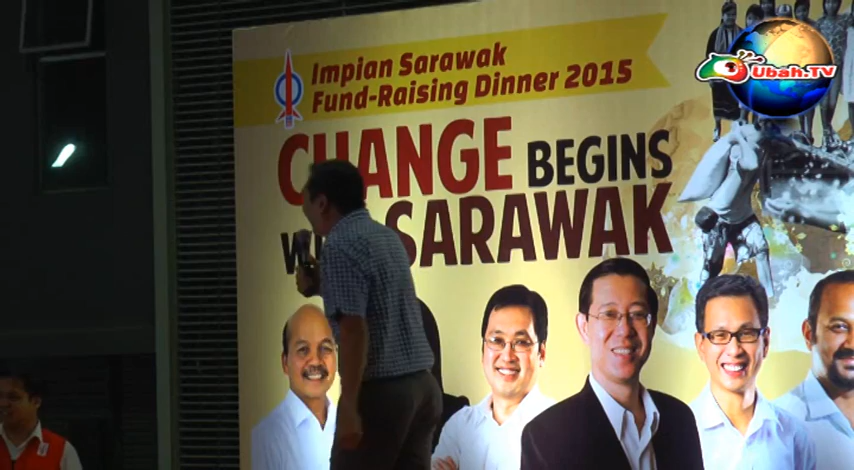 Impian Sarawak
Fund-Raising Dinner 2015
CHANGE BEGINS
SARAWAK
Ubah.TV